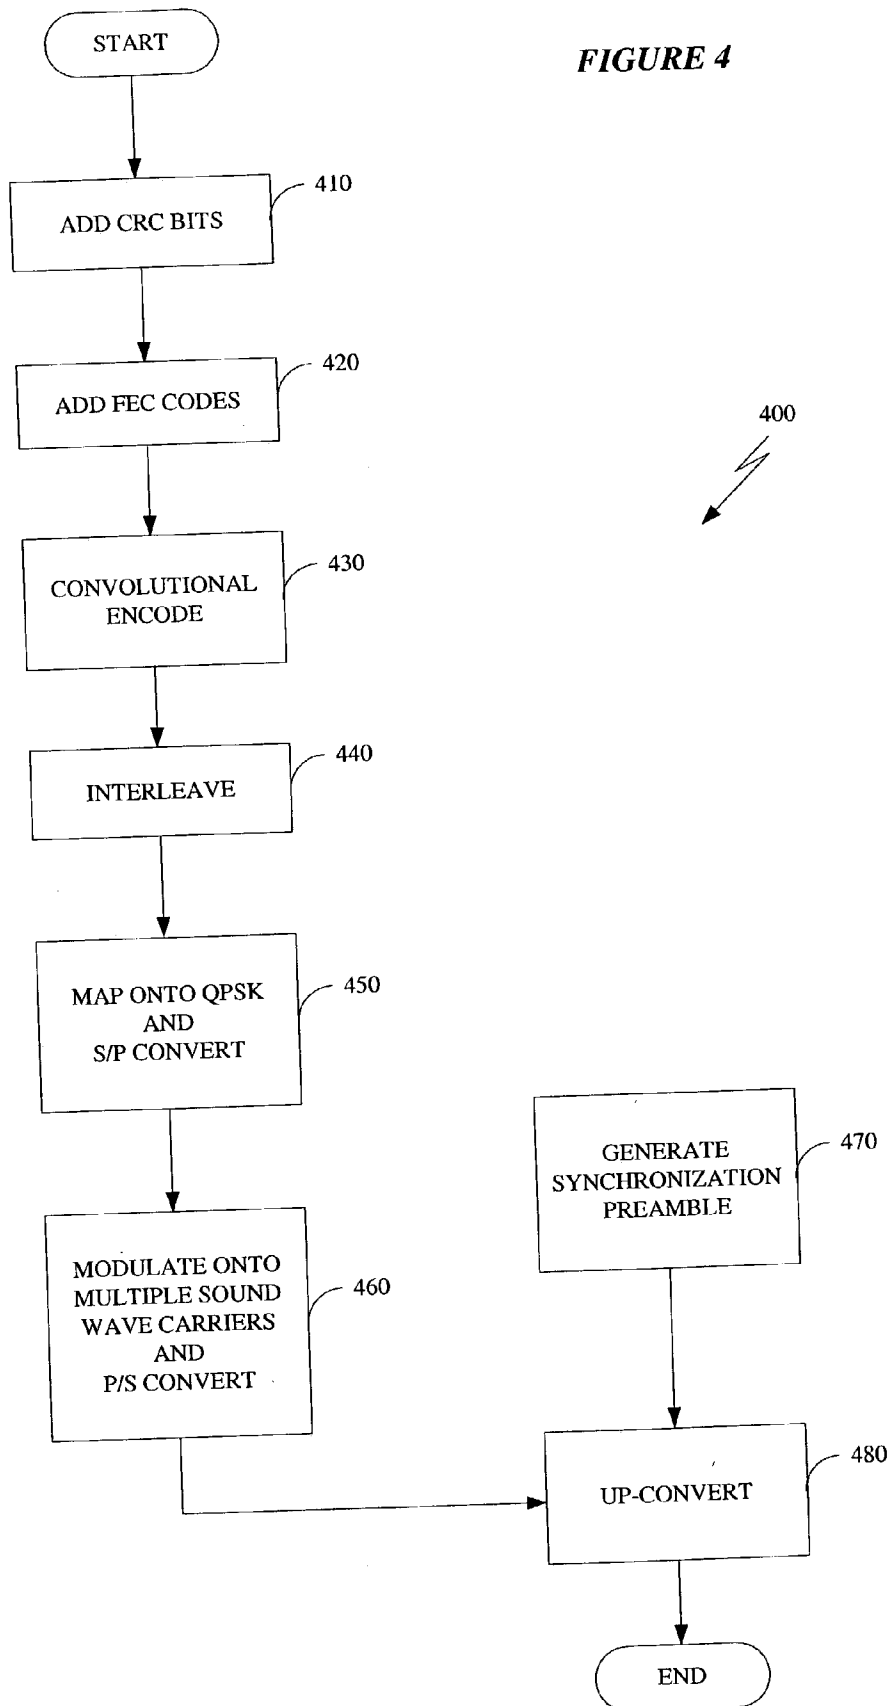 START
FIGURE 4
410
ADD CRC BITS
420
ADD FEC CODES
400
430
CONVOLUTIONAL
ENCODE
440
INTERLEAVE
450
MAP ONTO QPSK
AND
S/P CONVERT
460
MODULATE ONTO
MULTIPLE SOUND
WAVE CARRIERS
AND
P/S CONVERT
470
GENERATE
SYNCHRONIZATION
PREAMBLE
480
UP-CONVERT
END